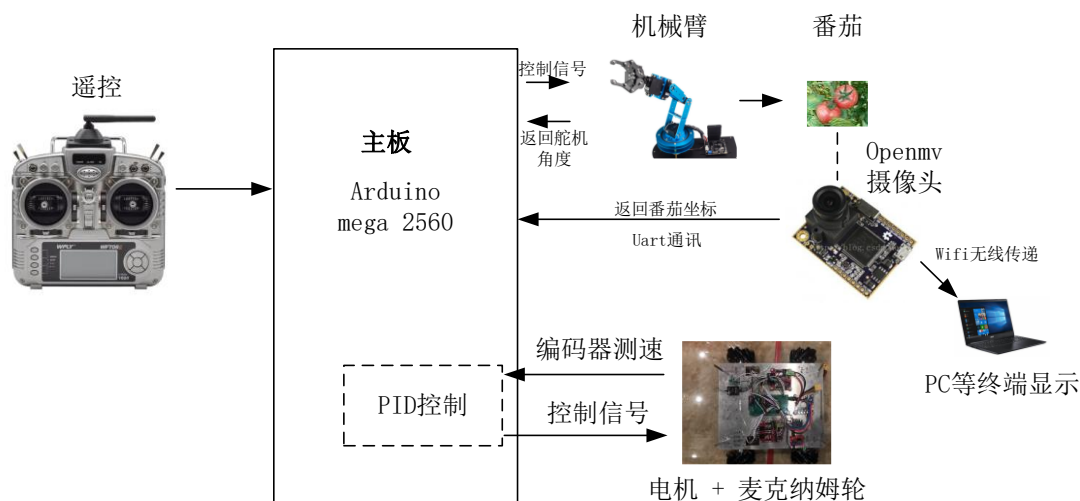 机械臂
番茄
遥控
控制信号
主板
返回舵机
角度
Openmv
摄像头
Arduino
mega 2560
返回番茄坐标
Uart通讯
Wifi无线传递
WFLY
编码器测速
PID控制
控制信号
PC等终端显示
电机 + 麦克纳姆轮